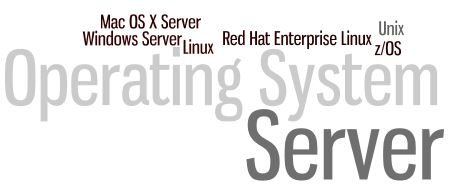 Mac OS X Server
Windows Server Linux Red Hat Enterprise Linux Unix
z/OS
Operating System
Server